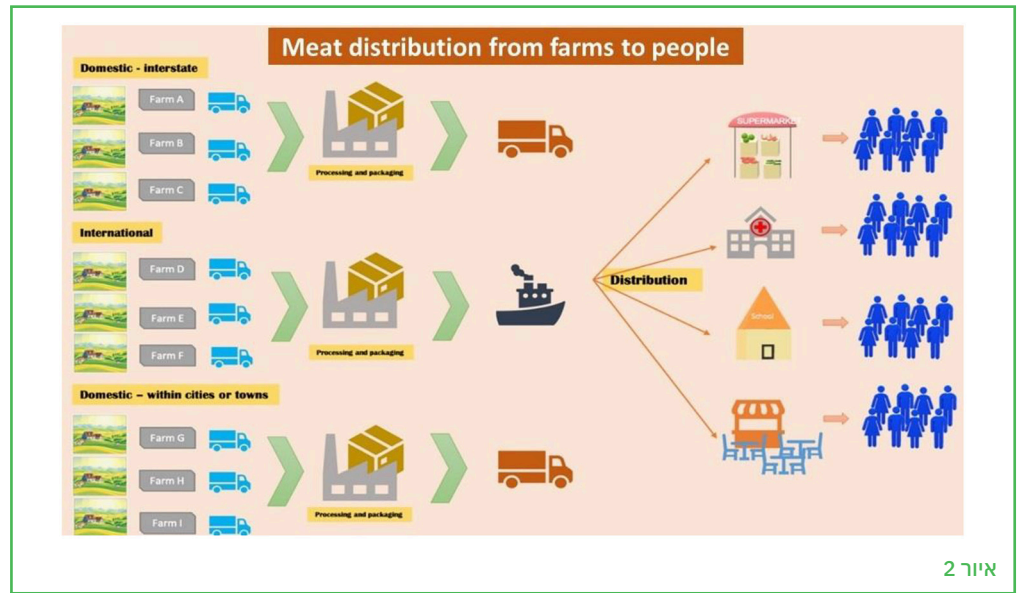 Meat distribution from farms to people
Domestic - interstate
Farm A
Farm B
Farm C
Processing and packaging
International
Farm D
Farm E
Farm F
Processing and packaging
Domestic – within cities or towns
Farm G
Farm H
Farm I
Processing and packaging
Distribution
SUPERMARKET
School
איור 2